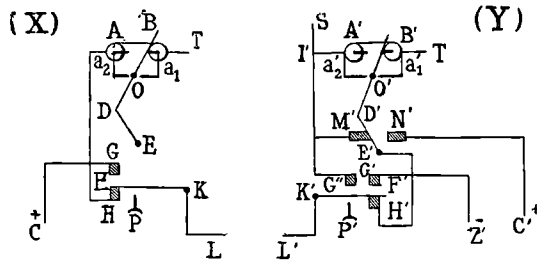 (X)
A B
T
a2 a1
O
D
E
G
F
H
P
K
+
C
L
(Y)
S
A' B'
I' T
a'2 a'1
O'
D'
M' N'
E'
G'
G" F'
K'
H'
P'
L'
-
Z'
+
C'